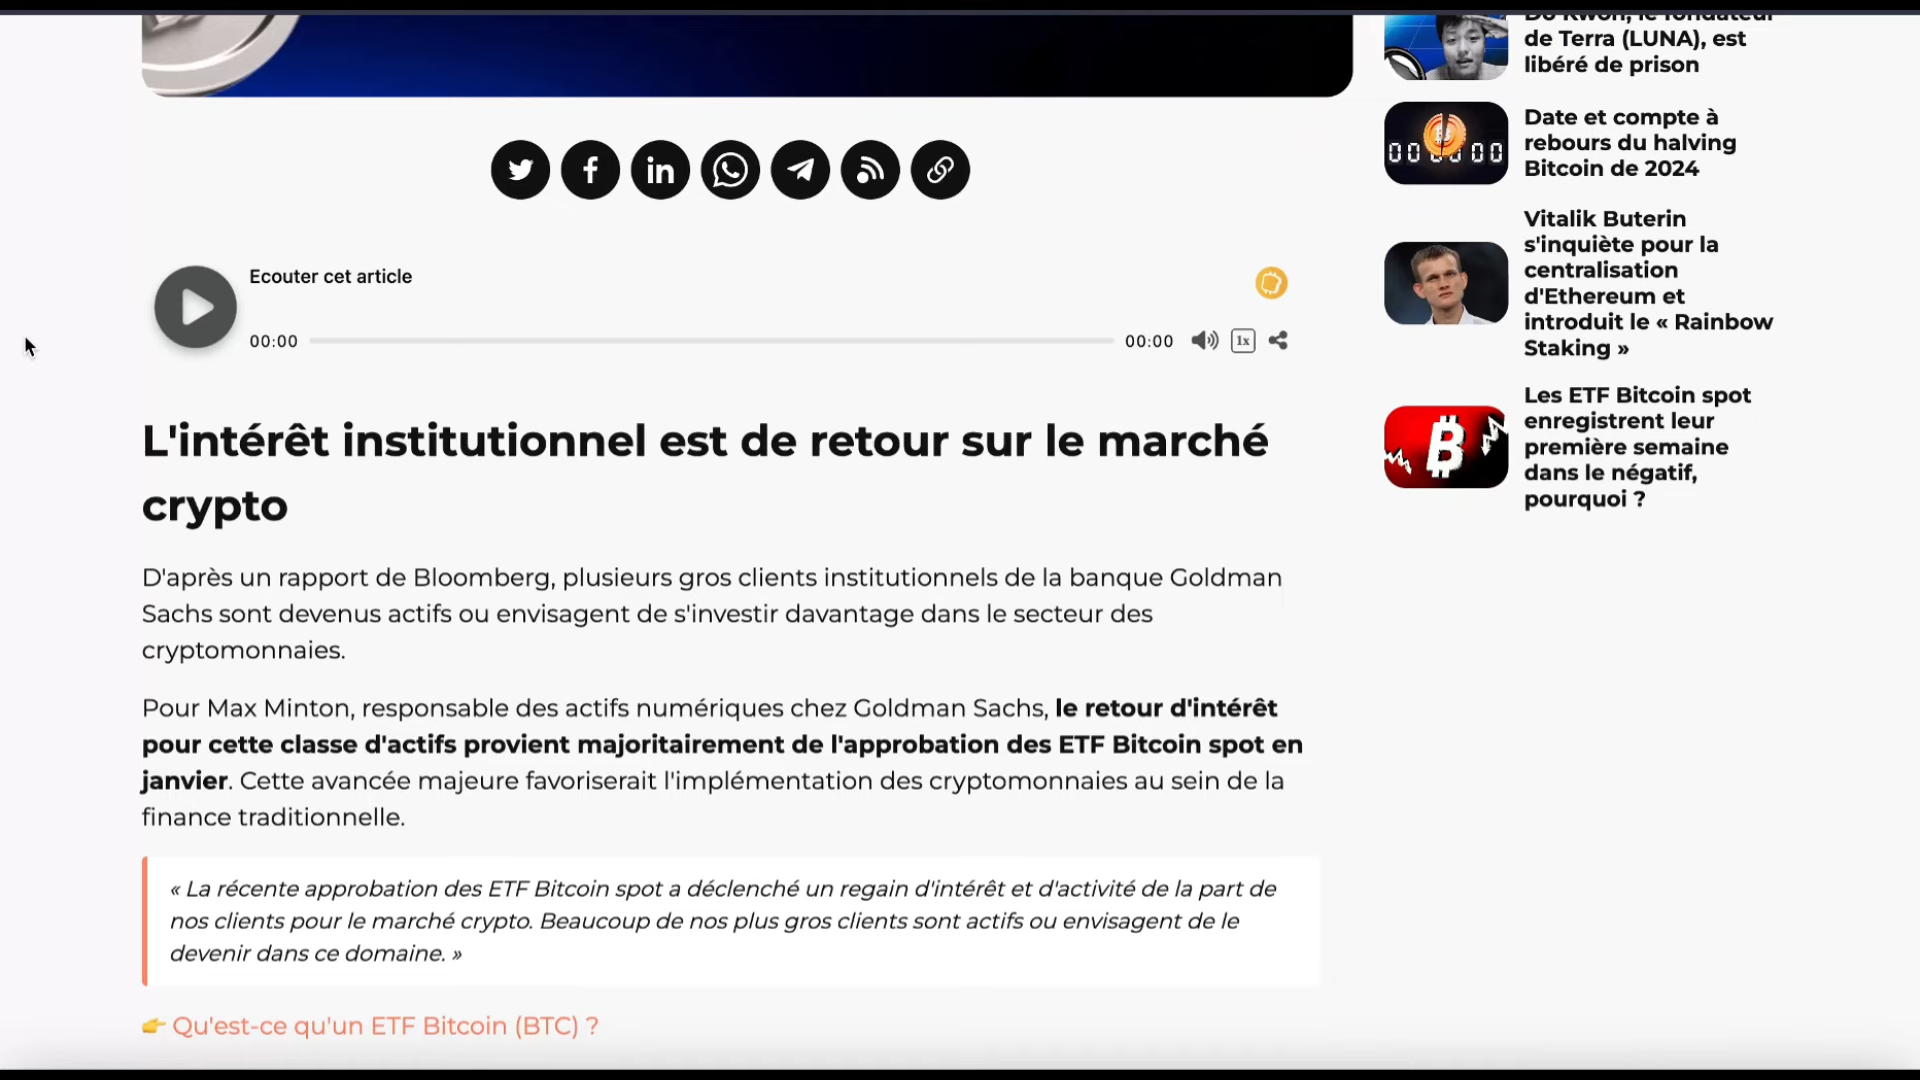 Do Kwon, le fondateur
de Terra (LUNA), est
libéré de prison
Date et compte à
rebours du halving
Bitcoin de 2024
Vitalik Buterin
s'inquiète pour la
centralisation
d'Ethereum et
introduit le « Rainbow
Staking »
Les ETF Bitcoin spot
enregistrent leur
première semaine
dans le négatif,
pourquoi ?
Ecouter cet article
00:00
00:00
1x
L'intérêt institutionnel est de retour sur le marché
crypto
D'après un rapport de Bloomberg, plusieurs gros clients institutionnels de la banque Goldman
Sachs sont devenus actifs ou envisagent de s'investir davantage dans le secteur des
cryptomonnaies.
Pour Max Minton, responsable des actifs numériques chez Goldman Sachs, le retour d'intérêt
pour cette classe d'actifs provient majoritairement de l'approbation des ETF Bitcoin spot en
janvier. Cette avancée majeure favoriserait l'implémentation des cryptomonnaies au sein de la
finance traditionnelle.
« La récente approbation des ETF Bitcoin spot a déclenché un regain d'intérêt et d'activité de la part de
nos clients pour le marché crypto. Beaucoup de nos plus gros clients sont actifs ou envisagent de le
devenir dans ce domaine. »
👉 Qu'est-ce qu'un ETF Bitcoin (BTC) ?